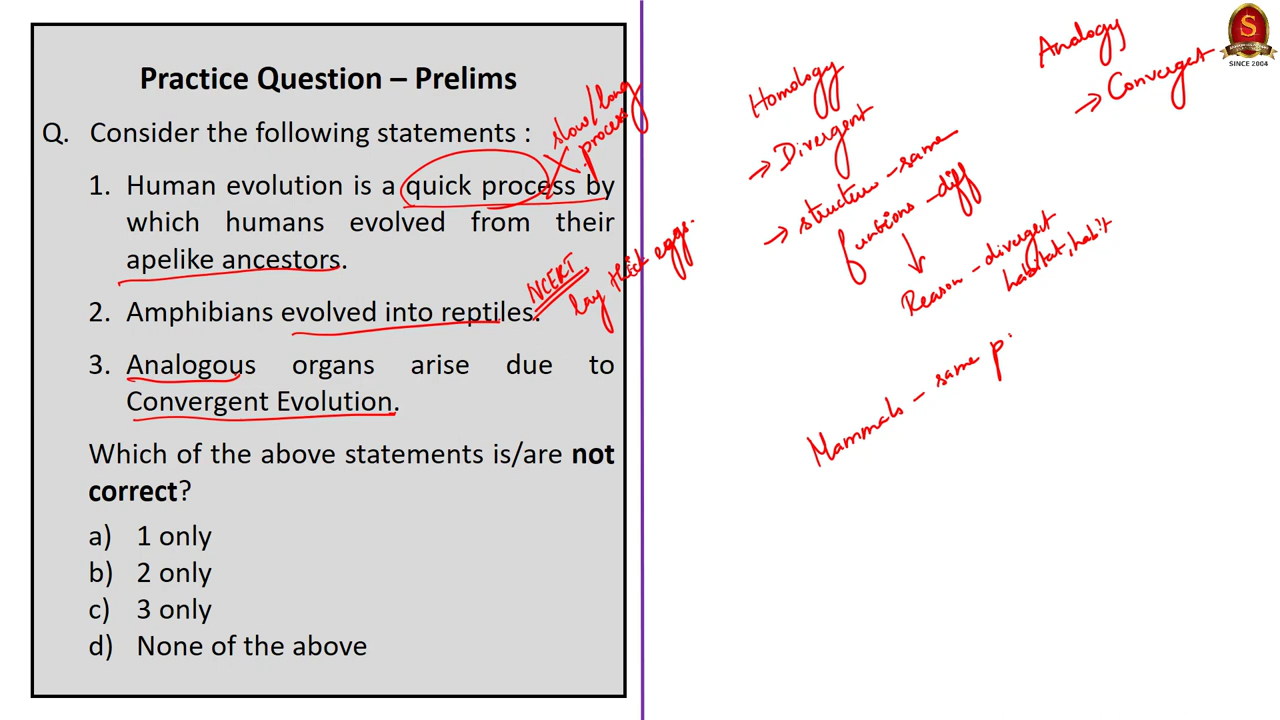 Practice Question – Prelims
Q. Consider the following statements :
1. Human evolution is a quick process by
which humans evolved from their
apelike ancestors.
2. Amphibians evolved into reptiles.
3. Analogous organs arise due to
Convergent Evolution.
Which of the above statements is/are not
correct?
a) 1 only
b) 2 only
c) 3 only
d) None of the above
slow/long
process
NCERT
lay thick eggs.
Homology
→ Divergent
→ structure - same
functions - diff
↓
Reason - divergent
habitat, habit
Mammals - same p
Analogy
→ Convergent
S
SINCE 2004